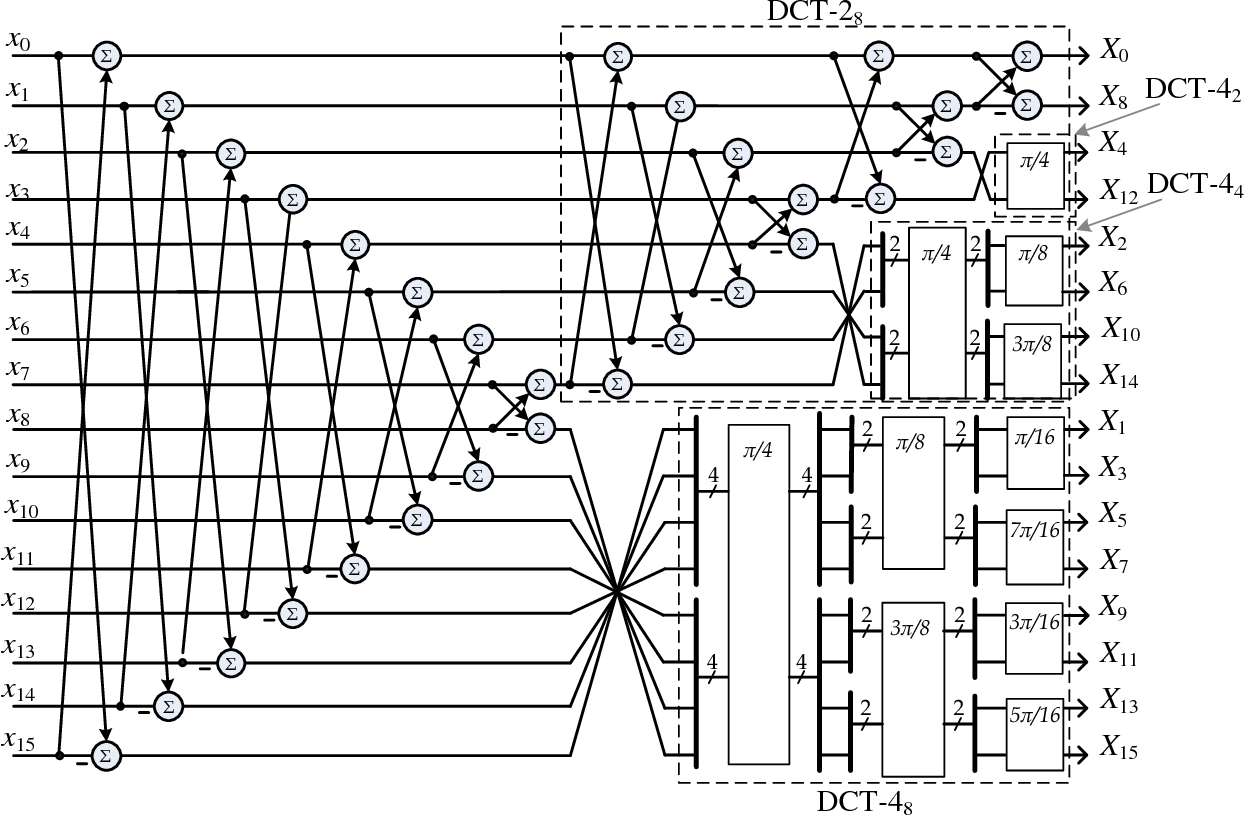 DCT-2₈
x₀ Σ Σ Σ Σ X₀
x₁ Σ Σ Σ Σ X₈
DCT-4₂
x₂ Σ Σ Σ π/4 X₄
x₃ Σ Σ Σ X₁₂
DCT-4₄
x₄ Σ Σ 2 π/4 2 π/8 X₂
x₅ Σ Σ X₆
x₆ Σ Σ 2 2 3π/8 X₁₀
x₇ Σ Σ X₁₄
x₈ Σ 2 π/8 2 π/16 X₁
x₉ Σ 4 π/4 4 X₃
x₁₀ Σ 2 2 7π/16 X₅
x₁₁ Σ X₇
x₁₂ Σ 2 3π/8 2 3π/16 X₉
x₁₃ Σ 4 4 X₁₁
x₁₄ Σ 2 2 5π/16 X₁₃
x₁₅ Σ X₁₅
DCT-4₈